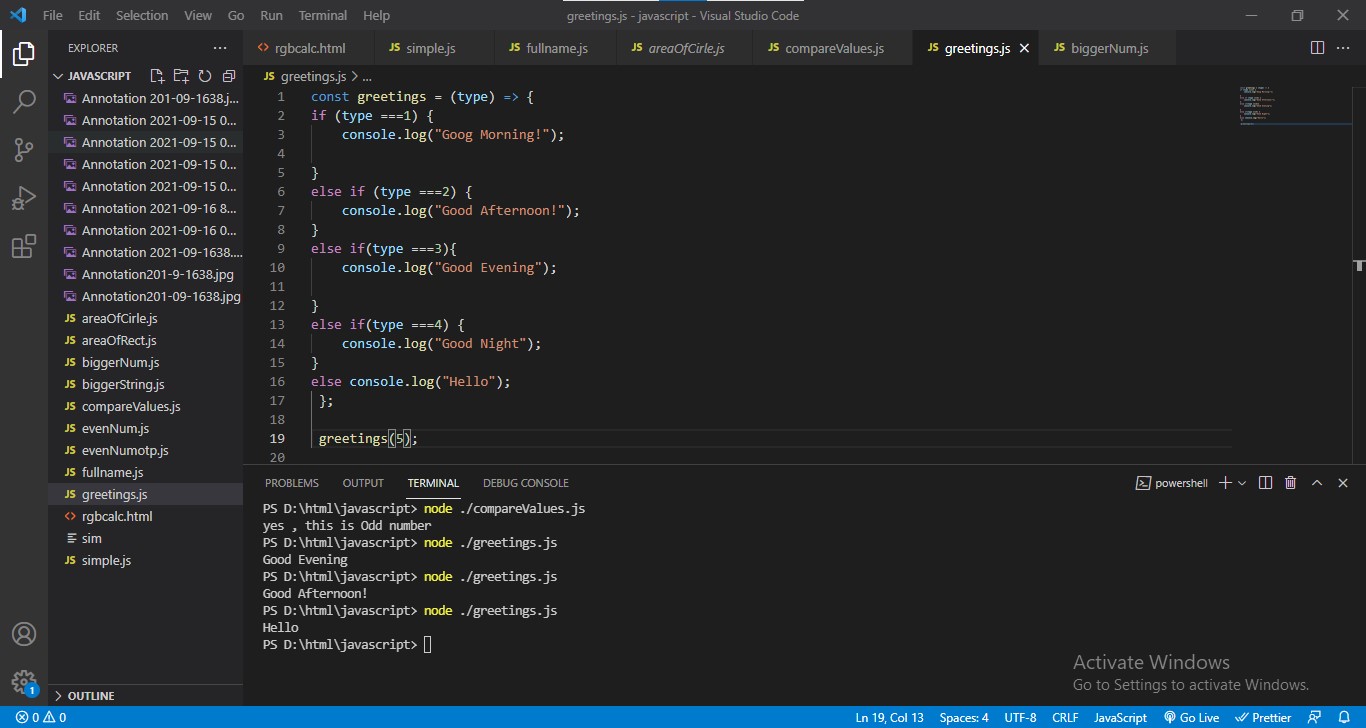 File Edit Selection View Go Run Terminal Help greetings.js - javascript - Visual Studio Code
EXPLORER
JAVASCRIPT
Annotation 201-09-1638.j...
Annotation 2021-09-15 0...
Annotation 2021-09-15 0...
Annotation 2021-09-15 0...
Annotation 2021-09-15 0...
Annotation 2021-09-16 8...
Annotation 2021-09-16 0...
Annotation 2021-09-1638....
Annotation201-9-1638.jpg
Annotation201-09-1638.jpg
JS areaOfCirle.js
JS areaOfRect.js
JS biggerNum.js
JS biggerString.js
JS compareValues.js
JS evenNum.js
JS evenNumotp.js
JS fullname.js
JS greetings.js
<> rgbcalc.html
sim
JS simple.js
OUTLINE
<> rgbcalc.html JS simple.js JS fullname.js JS areaOfCirle.js JS compareValues.js JS greetings.js JS biggerNum.js
JS greetings.js > ...
1 const greetings = (type) => {
2 if (type ===1) {
3 console.log("Goog Morning!");
4
5 }
6 else if (type ===2) {
7 console.log("Good Afternoon!");
8 }
9 else if(type ===3){
10 console.log("Good Evening");
11
12 }
13 else if(type ===4) {
14 console.log("Good Night");
15 }
16 else console.log("Hello");
17 };
18
19 greetings(5);
20
PROBLEMS OUTPUT TERMINAL DEBUG CONSOLE powershell
PS D:\html\javascript> node ./compareValues.js
yes , this is Odd number
PS D:\html\javascript> node ./greetings.js
Good Evening
PS D:\html\javascript> node ./greetings.js
Good Afternoon!
PS D:\html\javascript> node ./greetings.js
Hello
PS D:\html\javascript>
Activate Windows
Go to Settings to activate Windows.
1
0 0 Ln 19, Col 13 Spaces: 4 UTF-8 CRLF JavaScript Go Live Prettier